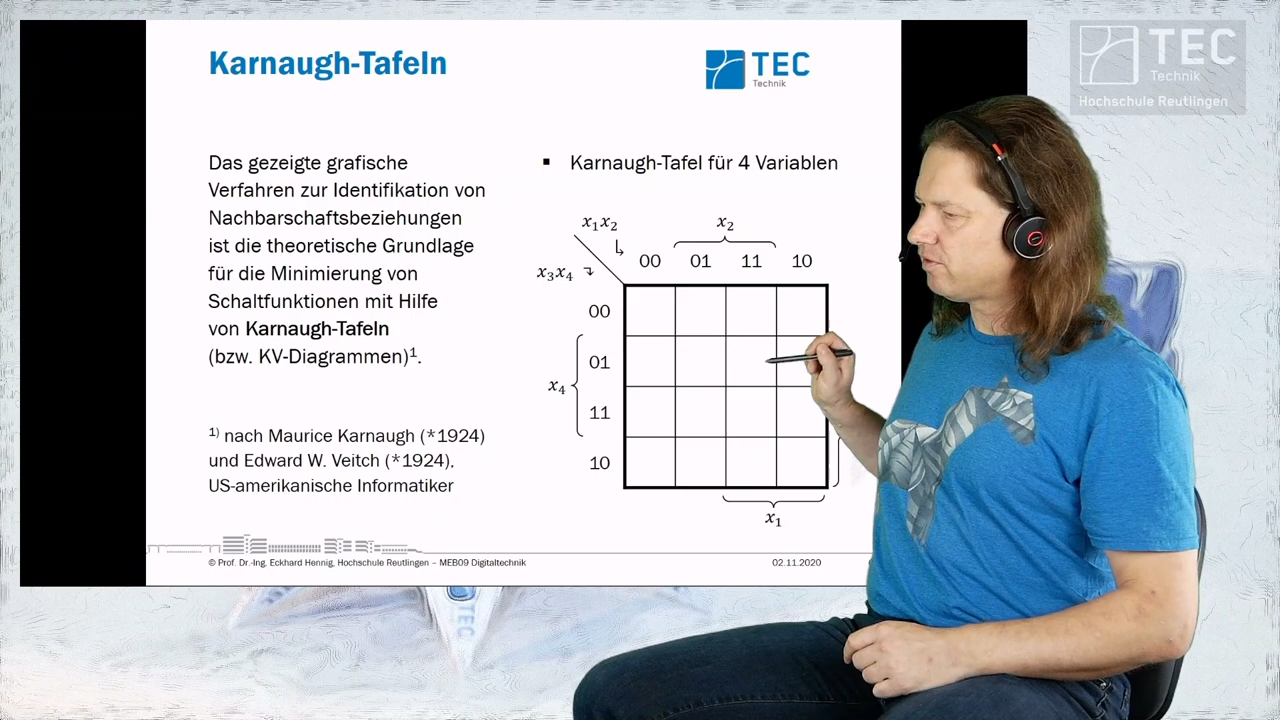 Karnaugh-Tafeln
TEC
Technik
TEC
Technik
Hochschule Reutlingen
Das gezeigte grafische
Verfahren zur Identifikation von
Nachbarschaftsbeziehungen
ist die theoretische Grundlage
für die Minimierung von
Schaltfunktionen mit Hilfe
von Karnaugh-Tafeln
(bzw. KV-Diagrammen)¹.
¹⁾ nach Maurice Karnaugh (*1924)
und Edward W. Veitch (*1924),
US-amerikanische Informatiker
▪ Karnaugh-Tafel für 4 Variablen
x₁x₂
x₂
x₃x₄
00 01 11 10
00
01
x₄
11
10
x₁
© Prof. Dr.-Ing. Eckhard Hennig, Hochschule Reutlingen – MEB09 Digitaltechnik
02.11.2020
TEC